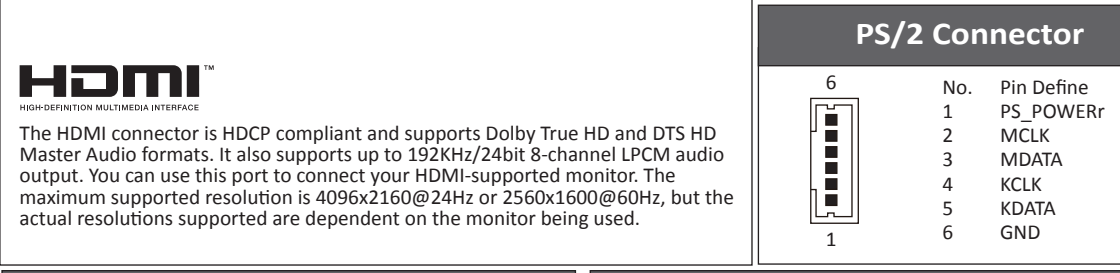 HDMI™
HIGH-DEFINITION MULTIMEDIA INTERFACE
The HDMI connector is HDCP compliant and supports Dolby True HD and DTS HD
Master Audio formats. It also supports up to 192KHz/24bit 8-channel LPCM audio
output. You can use this port to connect your HDMI-supported monitor. The
maximum supported resolution is 4096x2160@24Hz or 2560x1600@60Hz, but the
actual resolutions supported are dependent on the monitor being used.
PS/2 Connector
6
1
No. Pin Define
1 PS_POWERr
2 MCLK
3 MDATA
4 KCLK
5 KDATA
6 GND